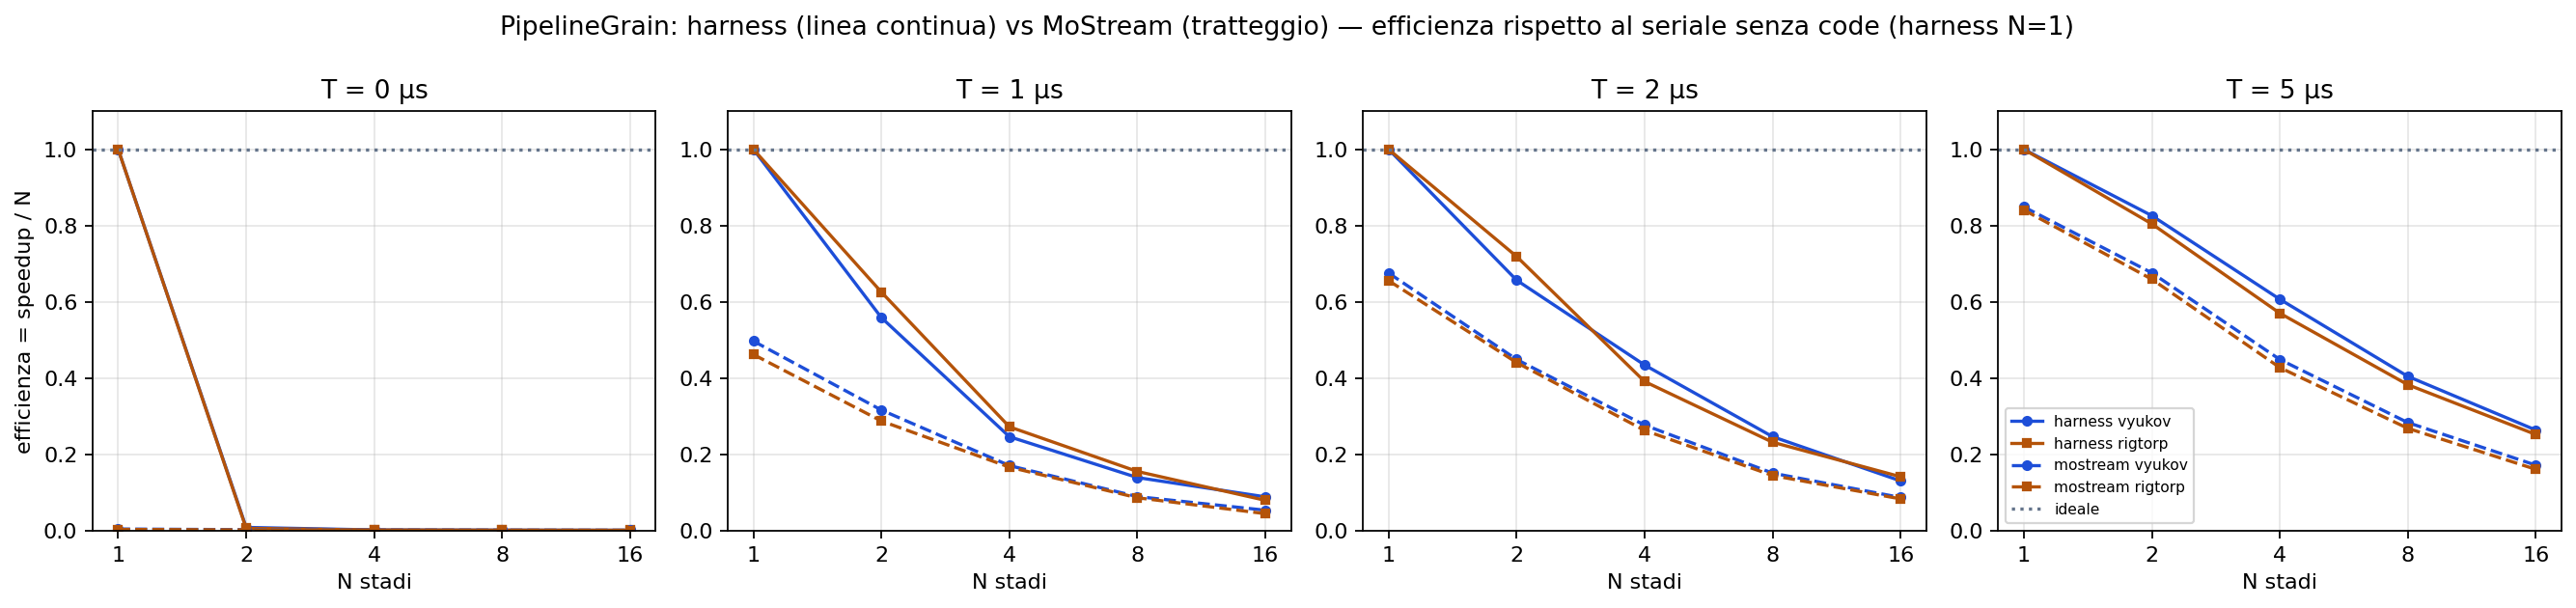 PipelineGrain: harness (linea continua) vs MoStream (tratteggio) — efficienza rispetto al seriale senza code (harness N=1)
T = 0 µs
T = 1 µs
T = 2 µs
T = 5 µs
efficienza = speedup / N
1.0
0.8
0.6
0.4
0.2
0.0
1 2 4 8 16
N stadi
1.0
0.8
0.6
0.4
0.2
0.0
1 2 4 8 16
N stadi
1.0
0.8
0.6
0.4
0.2
0.0
1 2 4 8 16
N stadi
1.0
0.8
0.6
0.4
0.2
0.0
harness vyukov
harness rigtorp
mostream vyukov
mostream rigtorp
ideale
1 2 4 8 16
N stadi